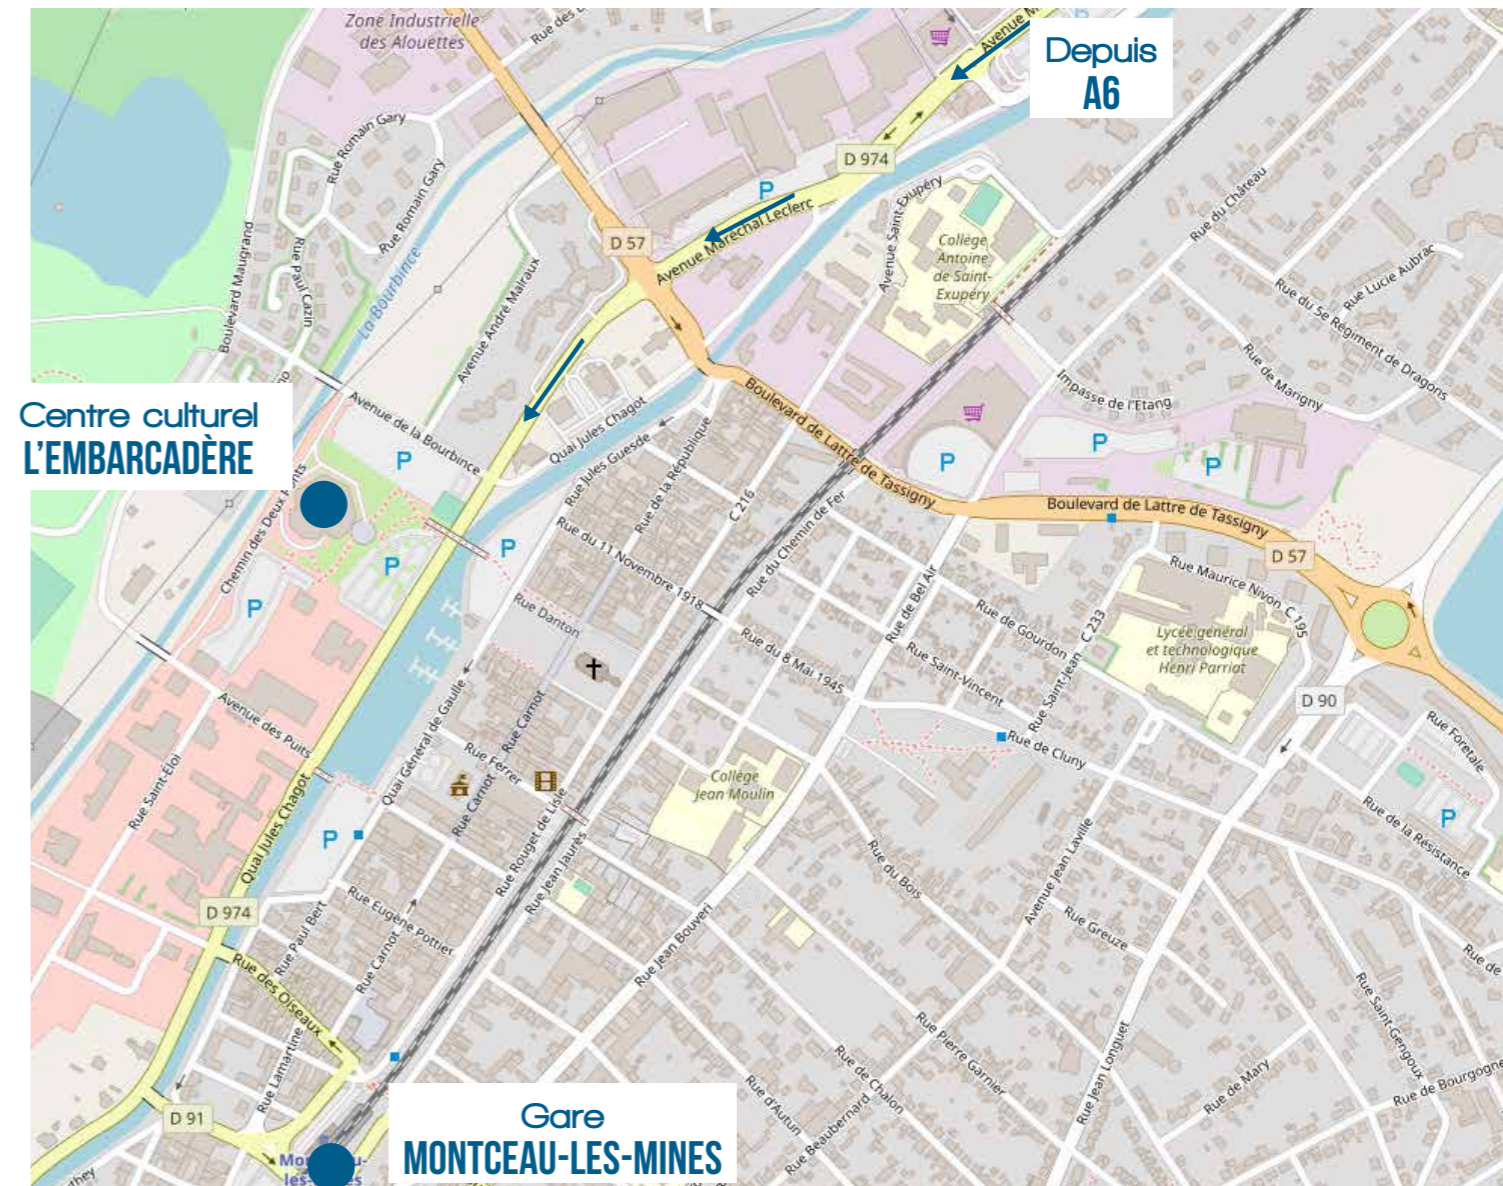 Zone Industrielle
des Alouettes
Avenue M
Depuis
A6
P
Rue des
Rue Romain Gary
D 974
Rue Romain Gary
P
Avenue Saint-Exupéry
Rue du Château
Boulevard Maugrand
Rue Paul Cazin
La Bourbince
D 57
Avenue Maréchal Leclerc
Collège
Antoine
de Saint-
Exupéry
Rue Lucie Aubrac
Avenue André Malraux
Rue du 5e Régiment de Dragons
Rue de Marigny
Impasse de l'Etang
Centre culturel
L'EMBARCADÈRE
Avenue de la Bourbince
Quai Jules Chagot
Boulevard de Lattre de Tassigny
P
P
P
P
Rue Jules Guesde
Rue de la République
C 216
Boulevard de Lattre de Tassigny
D 57
Chemin des Deux Ponts
P
P
P
Rue du 11 Novembre 1918
Rue du Chemin de Fer
Rue de Bel Air
Rue Maurice Nivon
C 195
Rue Danton
Rue de Gourdon
C 233
Rue Saint-Jean
Lycée général
et technologique
Henri Parriat
Rue du 8 Mai 1945
Rue Saint-Vincent
D 90
Avenue des Puits
Quai Général de Gaulle
Rue Carnot
Rue de Cluny
Rue Foretale
Rue Saint-Éloi
Rue Ferrer
Rue Carnot
Collège
Jean Moulin
Quai Jules Chagot
P
Rue Rouget de Lisle
Rue Jean Jaurès
Rue du Bois
Avenue Jean Laville
P
Rue de la Résistance
D 974
Rue Paul Bert
Rue Eugène Pottier
Rue Carnot
Rue Jean Bouveri
Rue Greuze
Rue de
Rue des Oiseaux
Rue Lamartine
Rue Pierre Garnier
Rue Saint-Gengoux
Rue Jean Longuet
Rue de Chalon
Rue d'Autun
Rue Beaubernard
Rue de Mary
Rue de Bourgogne
D 91
Gare
MONTCEAU-LES-MINES
they